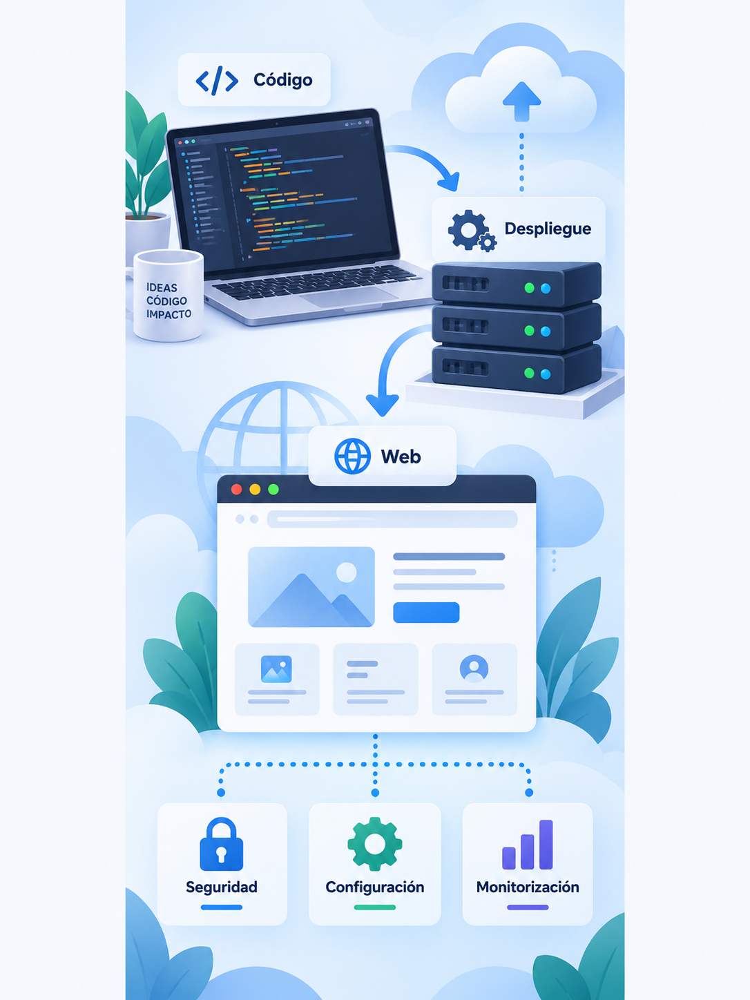 </> Código
Despliegue
IDEAS
CÓDIGO
IMPACTO
Web
Seguridad
Configuración
Monitorización